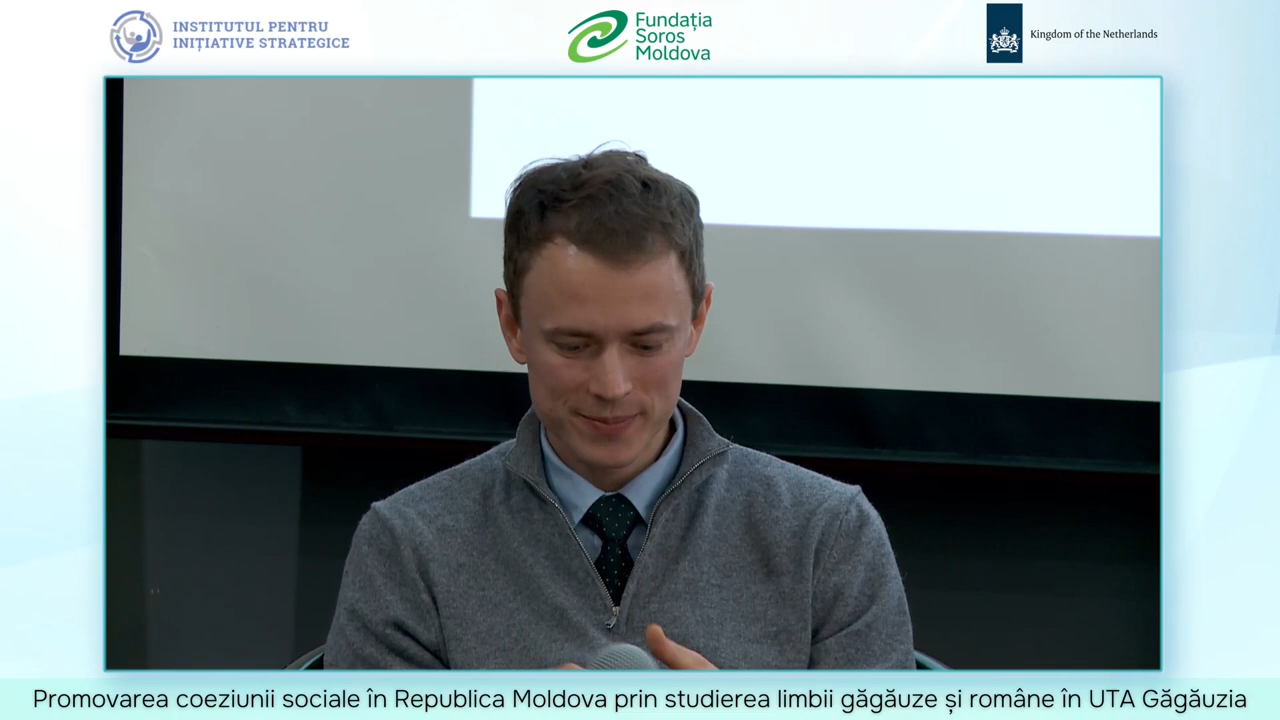 INSTITUTUL PENTRU
INIȚIATIVE STRATEGICE
Fundația
Soros
Moldova
Kingdom of the Netherlands
Promovarea coeziunii sociale în Republica Moldova prin studierea limbii găgăuze și române în UTA Găgăuzia